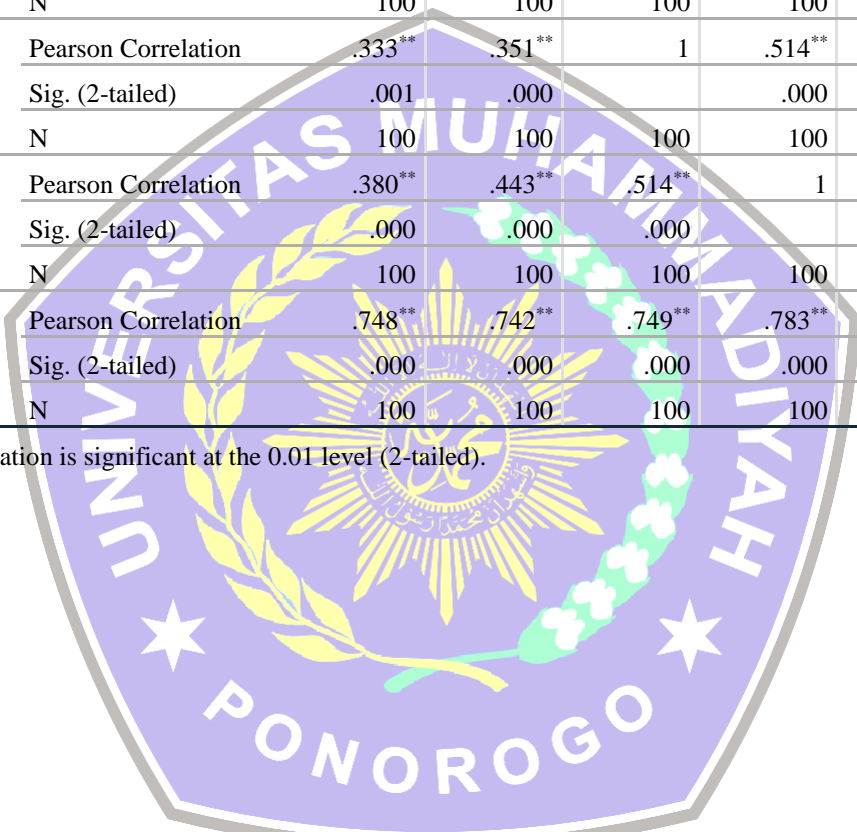 N 100 100 100 100
Pearson Correlation .333** .351** 1 .514**
Sig. (2-tailed) .001 .000 .000
N 100 100 100 100
Pearson Correlation .380** .443** .514** 1
Sig. (2-tailed) .000 .000 .000
N 100 100 100 100
Pearson Correlation .748** .742** .749** .783**
Sig. (2-tailed) .000 .000 .000 .000
N 100 100 100 100
ation is significant at the 0.01 level (2-tailed).
UNIVERSITAS MUHAMMADIYAH
PONOROGO